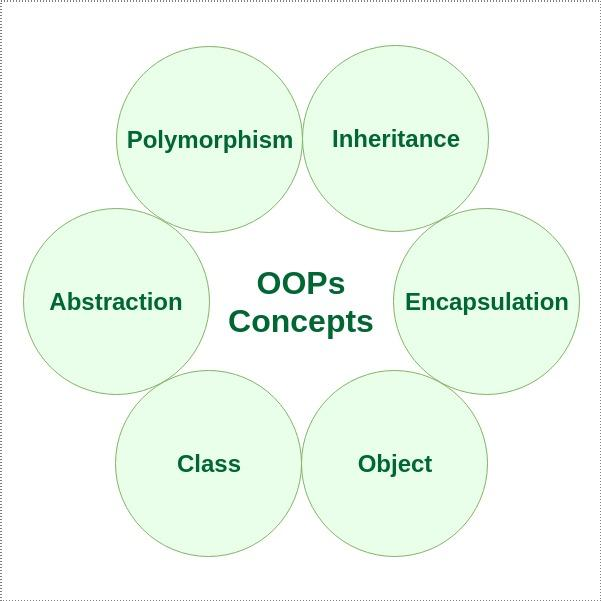 Polymorphism
Inheritance
Abstraction
OOPs
Concepts
Encapsulation
Class
Object